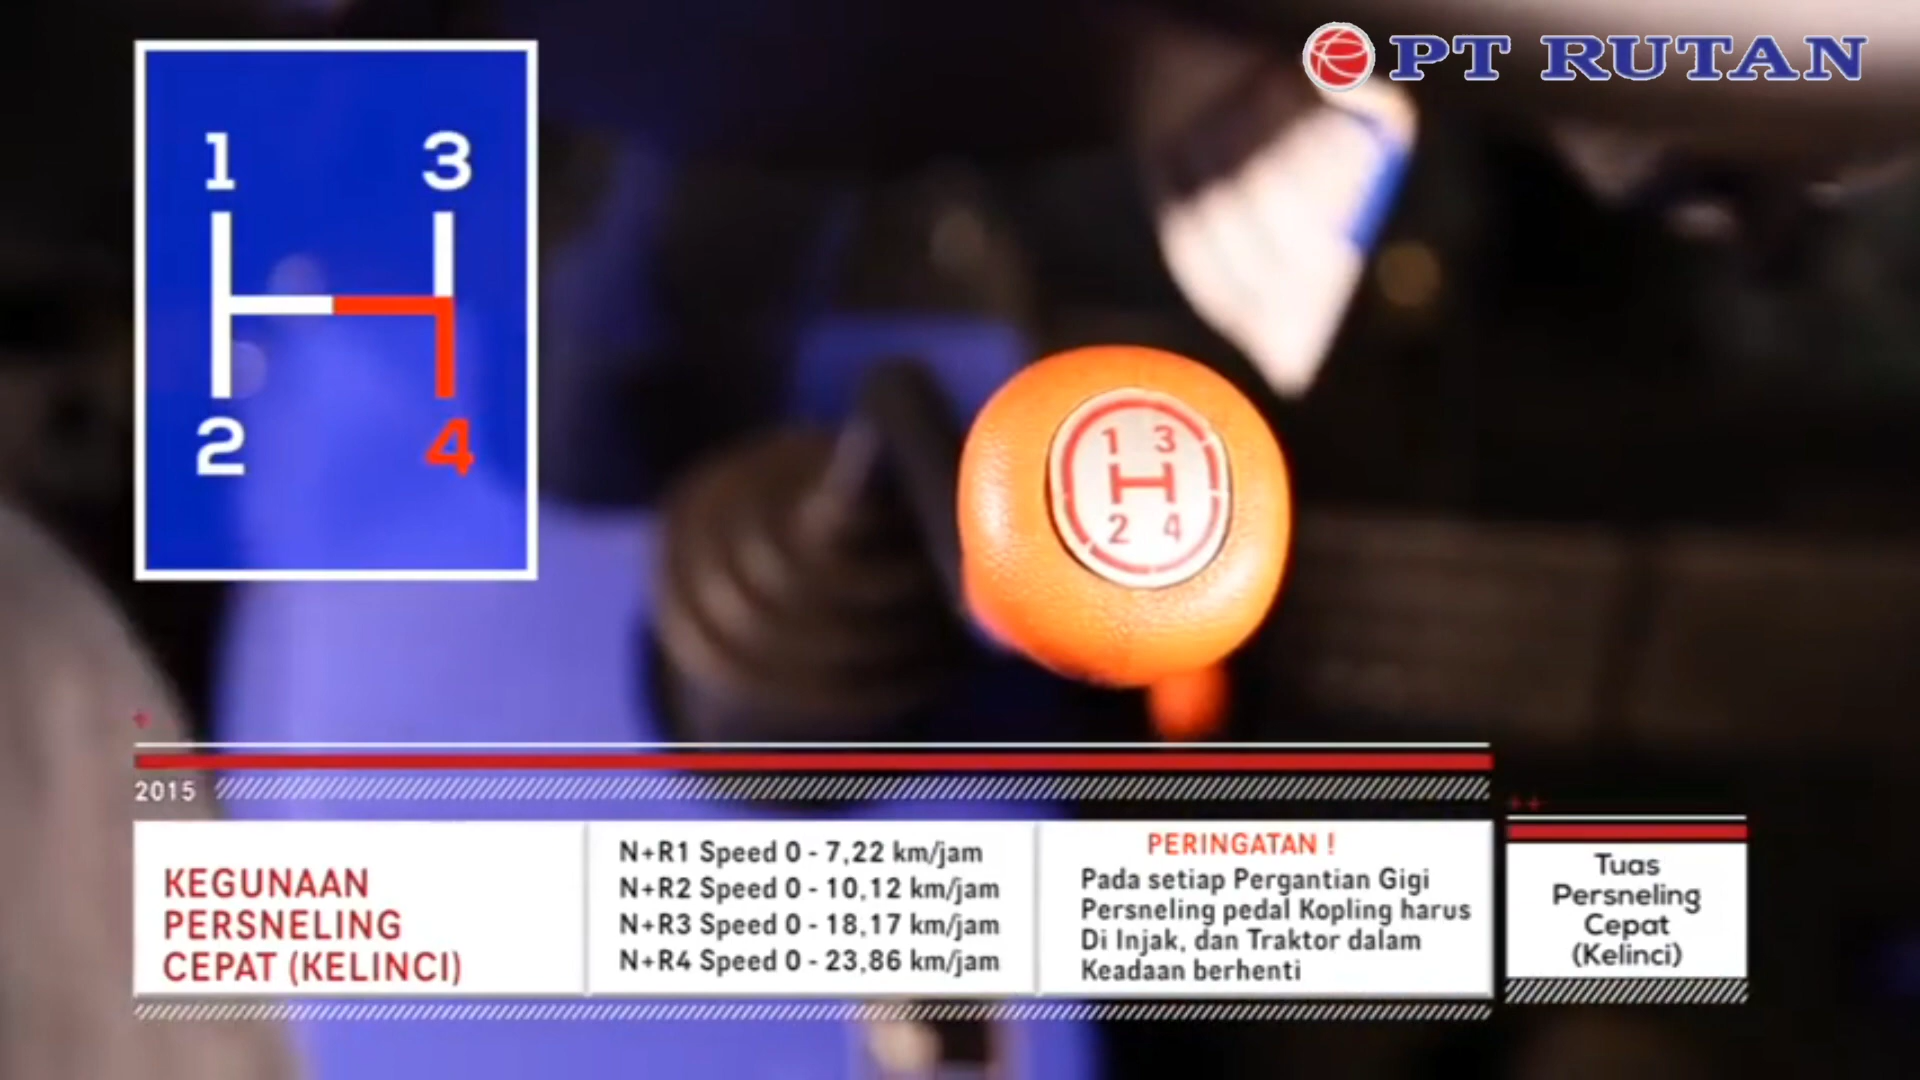 PT RUTAN
1 3
2 4
1 3
2 4
2015
KEGUNAAN
PERSNELING
CEPAT (KELINCI)
N+R1 Speed 0 - 7,22 km/jam
N+R2 Speed 0 - 10,12 km/jam
N+R3 Speed 0 - 18,17 km/jam
N+R4 Speed 0 - 23,86 km/jam
PERINGATAN !
Pada setiap Pergantian Gigi
Persneling pedal Kopling harus
Di Injak, dan Traktor dalam
Keadaan berhenti
Tuas
Persneling
Cepat
(Kelinci)